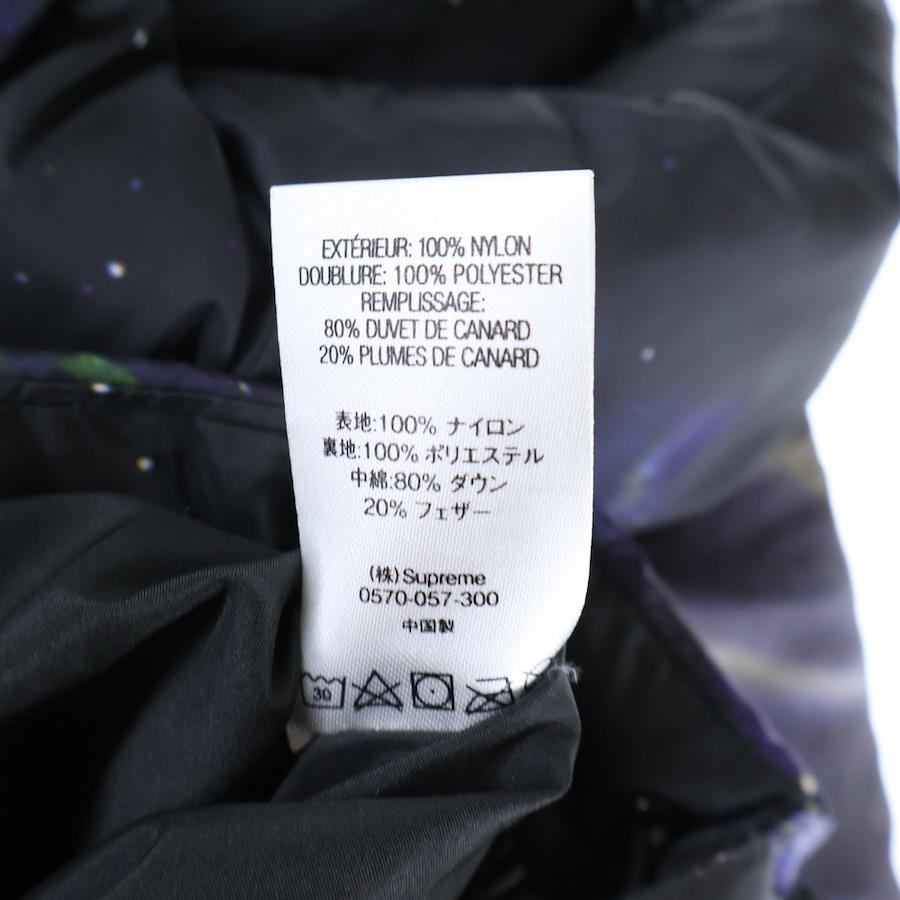 EXTÉRIEUR: 100% NYLON
DOUBLURE: 100% POLYESTER
REMPLISSAGE:
80% DUVET DE CANARD
20% PLUMES DE CANARD
表地:100% ナイロン
裏地:100% ポリエステル
中綿:80% ダウン
20% フェザー
(株)Supreme
0570-057-300
中国製
30